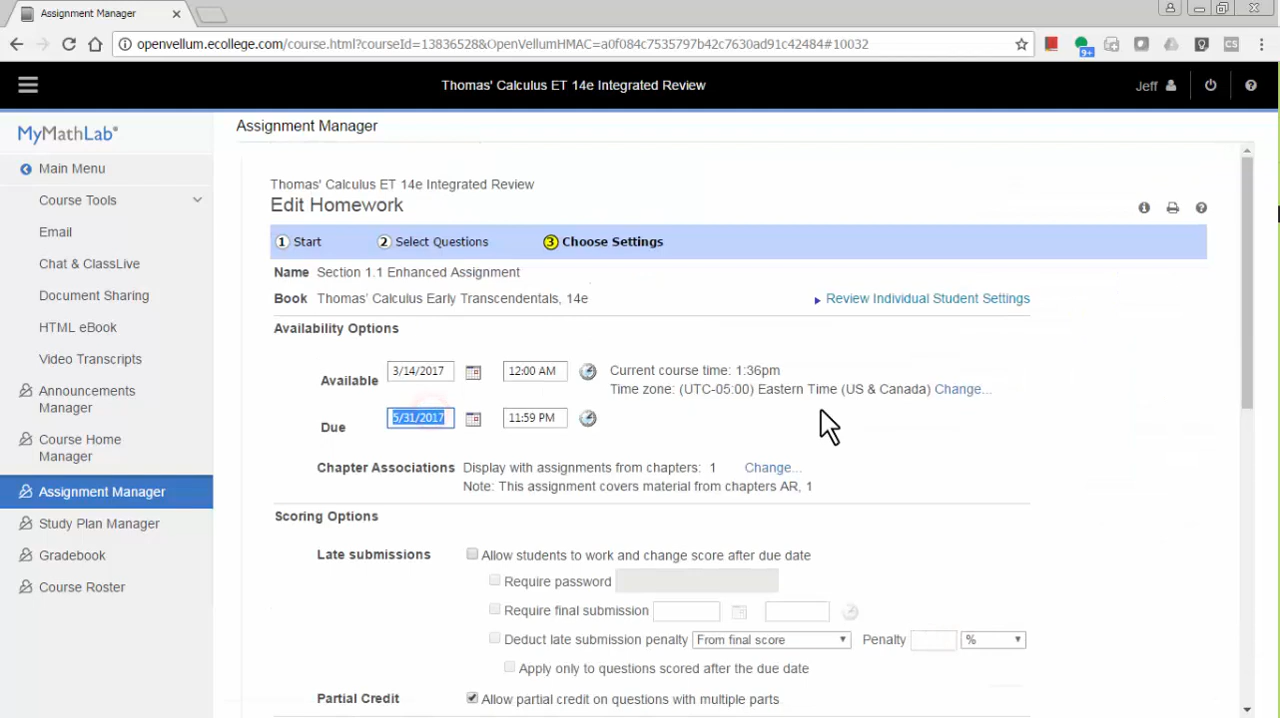 Assignment Manager
openvellum.ecollege.com/course.html?courseId=13836528&OpenVellumHMAC=a0f084c7535797b42c7630ad91c42484#10032
9+
CS
Thomas' Calculus ET 14e Integrated Review
Jeff
MyMathLab®
Main Menu
Course Tools
Email
Chat & ClassLive
Document Sharing
HTML eBook
Video Transcripts
Announcements
Manager
Course Home
Manager
Assignment Manager
Study Plan Manager
Gradebook
Course Roster
Assignment Manager
Thomas' Calculus ET 14e Integrated Review
Edit Homework
1 Start 2 Select Questions 3 Choose Settings
Name Section 1.1 Enhanced Assignment
Book Thomas' Calculus Early Transcendentals, 14e Review Individual Student Settings
Availability Options
Available 3/14/2017 12:00 AM Current course time: 1:36pm
Time zone: (UTC-05:00) Eastern Time (US & Canada) Change...
Due 5/31/2017 11:59 PM
Chapter Associations Display with assignments from chapters: 1 Change...
Note: This assignment covers material from chapters AR, 1
Scoring Options
Late submissions Allow students to work and change score after due date
Require password
Require final submission
Deduct late submission penalty From final score Penalty %
Apply only to questions scored after the due date
Partial Credit Allow partial credit on questions with multiple parts